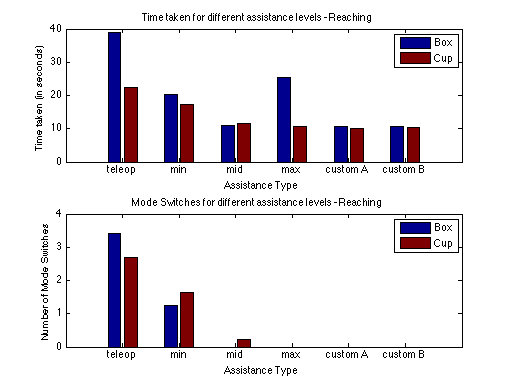 Time taken for different assistance levels - Reaching
40
30
20
10
0
Time taken (in seconds)
Box
Cup
teleop min mid max custom A custom B
Assistance Type
Mode Switches for different assistance levels - Reaching
4
3
2
1
0
Number of Mode Switches
Box
Cup
teleop min mid max custom A custom B
Assistance Type